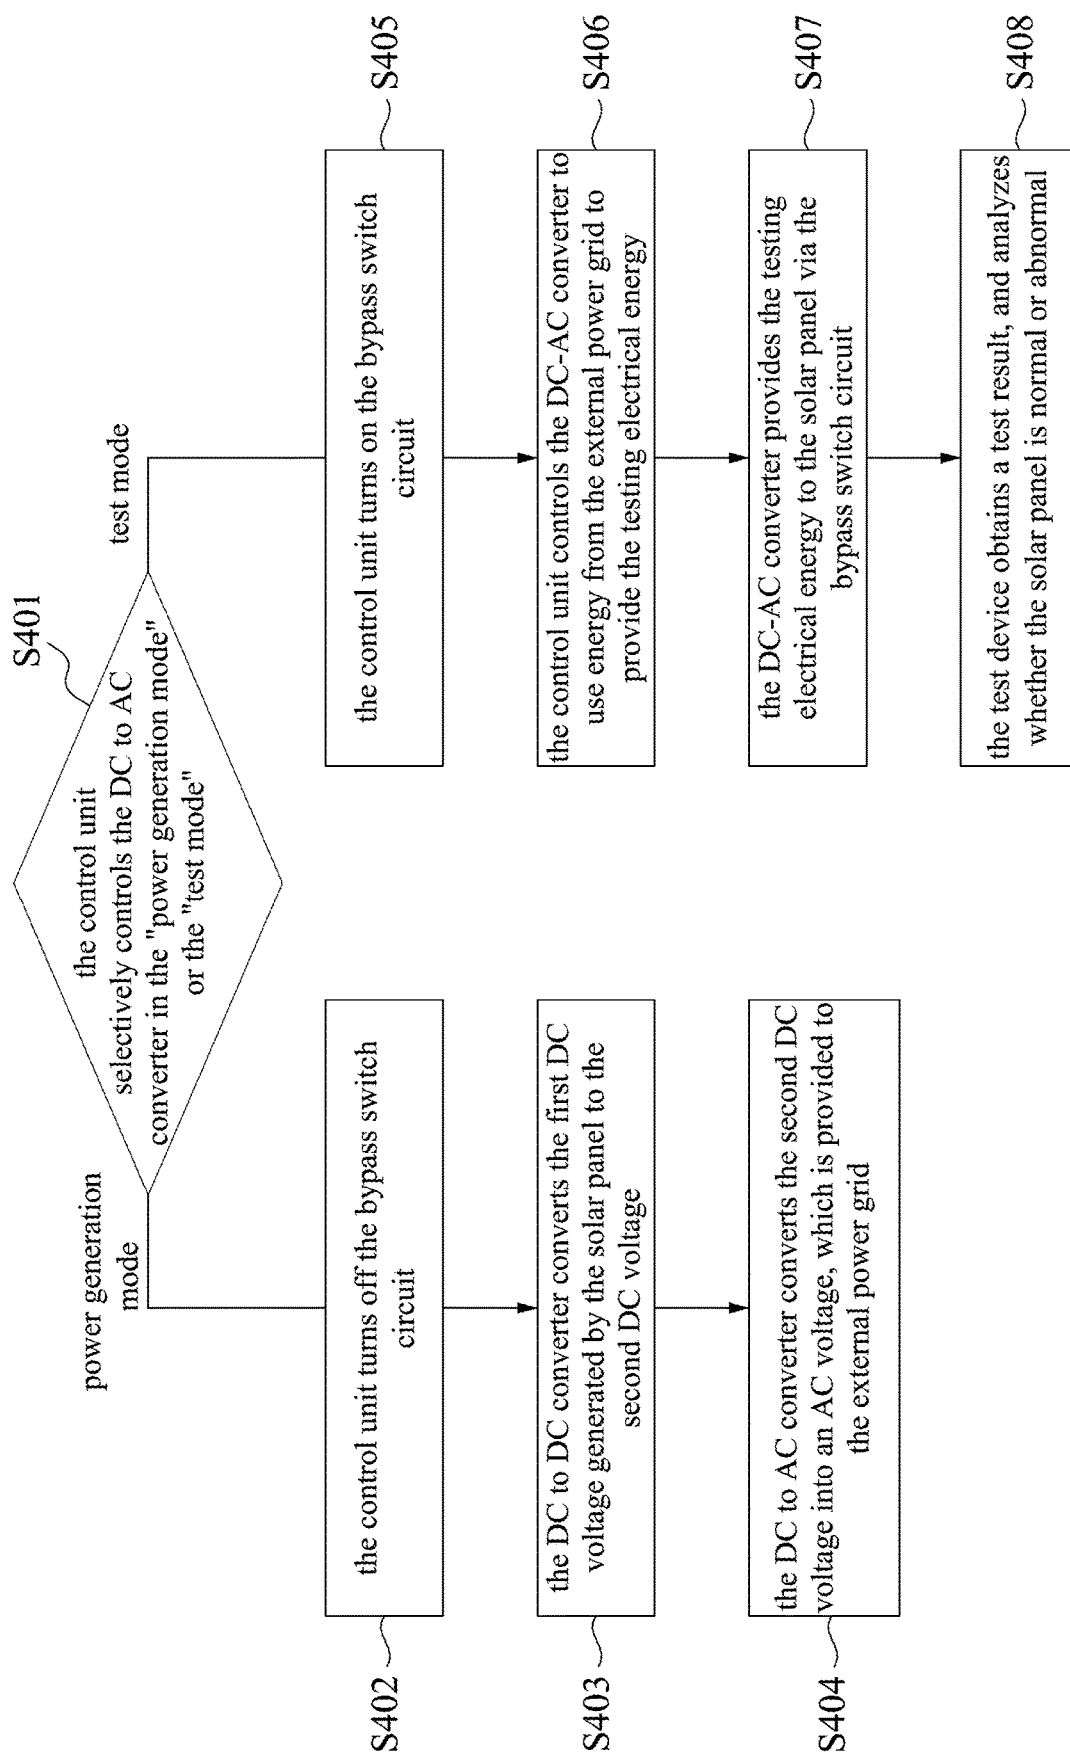 S401
the control unit
selectively controls the DC to AC
converter in the "power generation mode"
or the "test mode"
power generation
mode
test mode
S402
the control unit turns off the bypass switch
circuit
S403
the DC to DC converter converts the first DC
voltage generated by the solar panel to the
second DC voltage
S404
the DC to AC converter converts the second DC
voltage into an AC voltage, which is provided to
the external power grid
S405
the control unit turns on the bypass switch
circuit
S406
the control unit controls the DC-AC converter to
use energy from the external power grid to
provide the testing electrical energy
S407
the DC-AC converter provides the testing
electrical energy to the solar panel via the
bypass switch circuit
S408
the test device obtains a test result, and analyzes
whether the solar panel is normal or abnormal